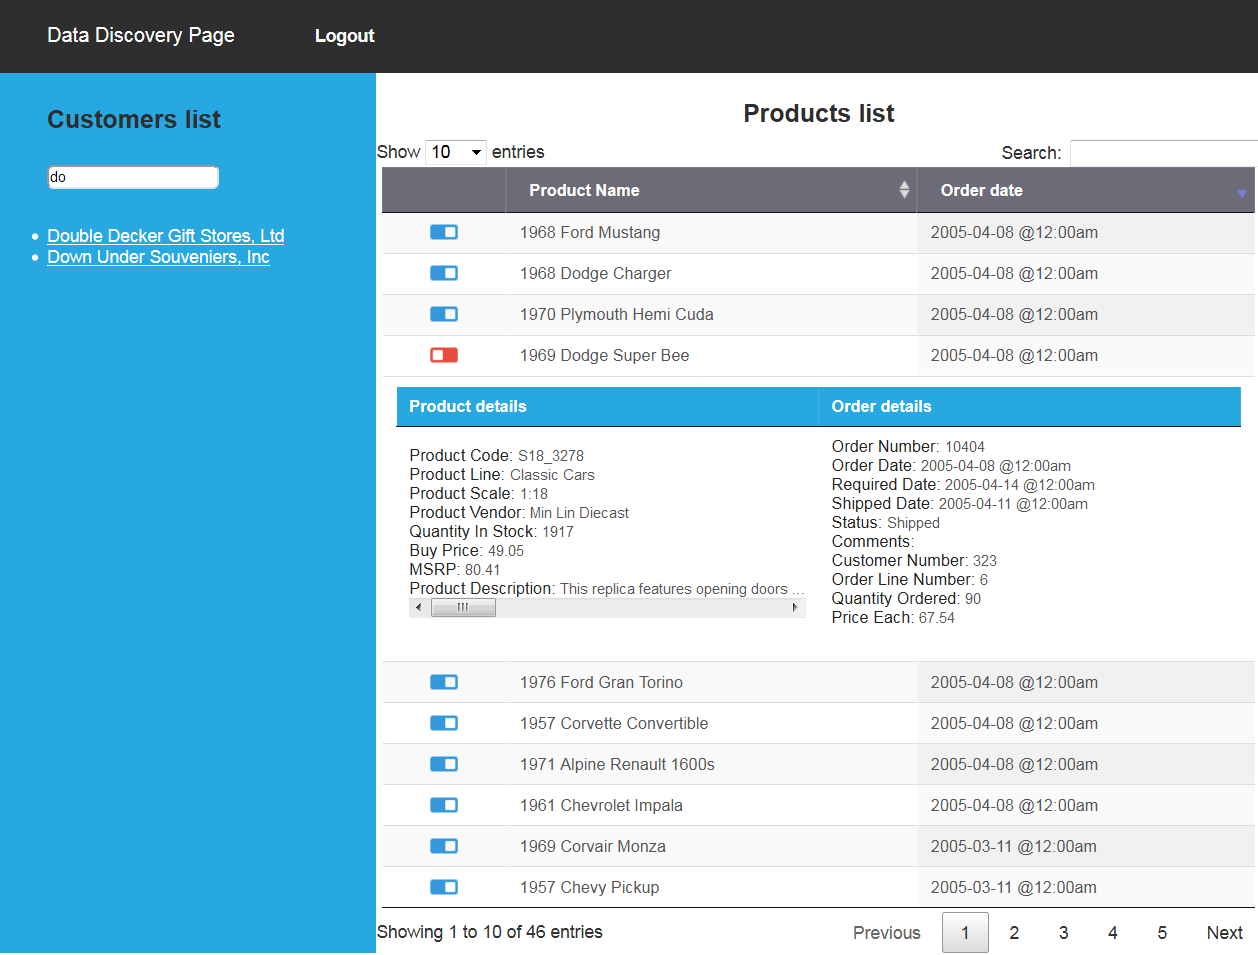 Data Discovery Page Logout
Customers list
do
Double Decker Gift Stores, Ltd
Down Under Souveniers, Inc
Products list
Show 10 entries Search:
Product Name Order date
1968 Ford Mustang 2005-04-08 @12:00am
1968 Dodge Charger 2005-04-08 @12:00am
1970 Plymouth Hemi Cuda 2005-04-08 @12:00am
1969 Dodge Super Bee 2005-04-08 @12:00am
Product details
Product Code: S18_3278
Product Line: Classic Cars
Product Scale: 1:18
Product Vendor: Min Lin Diecast
Quantity In Stock: 1917
Buy Price: 49.05
MSRP: 80.41
Product Description: This replica features opening doors ...
Order details
Order Number: 10404
Order Date: 2005-04-08 @12:00am
Required Date: 2005-04-14 @12:00am
Shipped Date: 2005-04-11 @12:00am
Status: Shipped
Comments:
Customer Number: 323
Order Line Number: 6
Quantity Ordered: 90
Price Each: 67.54
1976 Ford Gran Torino 2005-04-08 @12:00am
1957 Corvette Convertible 2005-04-08 @12:00am
1971 Alpine Renault 1600s 2005-04-08 @12:00am
1961 Chevrolet Impala 2005-04-08 @12:00am
1969 Corvair Monza 2005-03-11 @12:00am
1957 Chevy Pickup 2005-03-11 @12:00am
Showing 1 to 10 of 46 entries Previous 1 2 3 4 5 Next